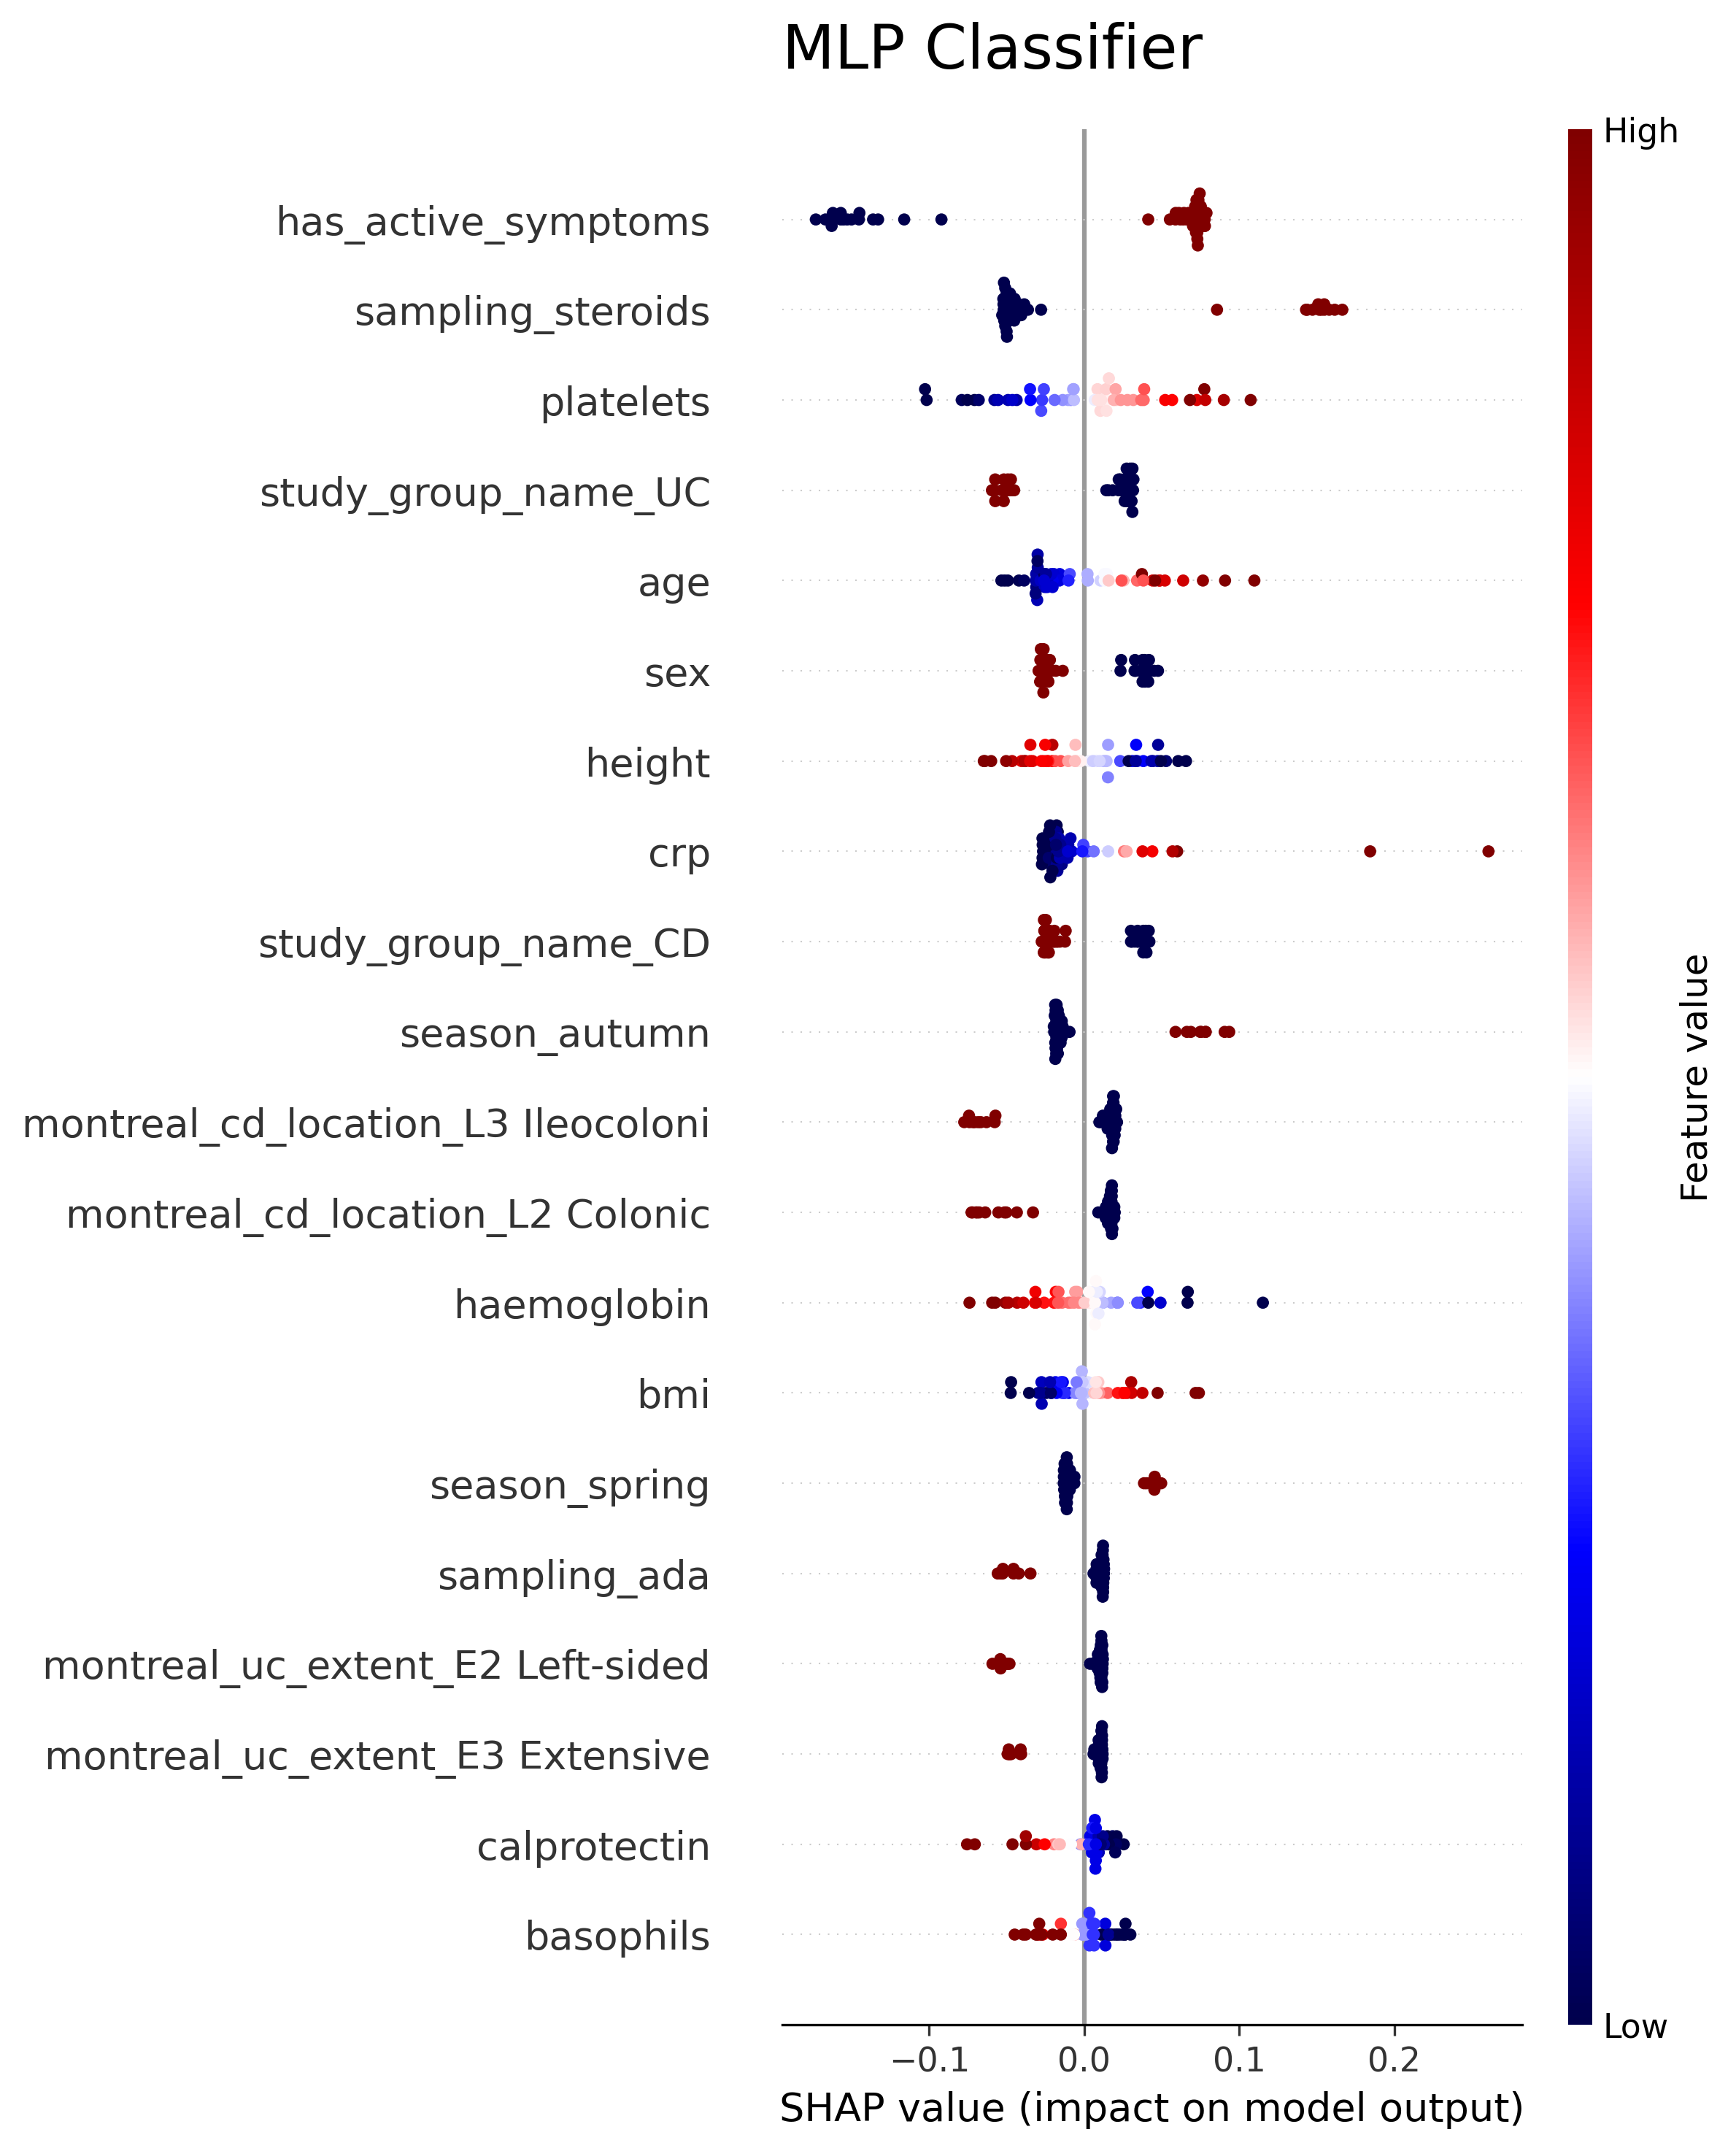 MLP Classifier
High
has_active_symptoms
sampling_steroids
platelets
study_group_name_UC
age
sex
height
crp
study_group_name_CD
season_autumn
montreal_cd_location_L3 Ileocoloni
montreal_cd_location_L2 Colonic
haemoglobin
bmi
season_spring
sampling_ada
montreal_uc_extent_E2 Left-sided
montreal_uc_extent_E3 Extensive
calprotectin
basophils
Feature value
Low
−0.1 0.0 0.1 0.2
SHAP value (impact on model output)